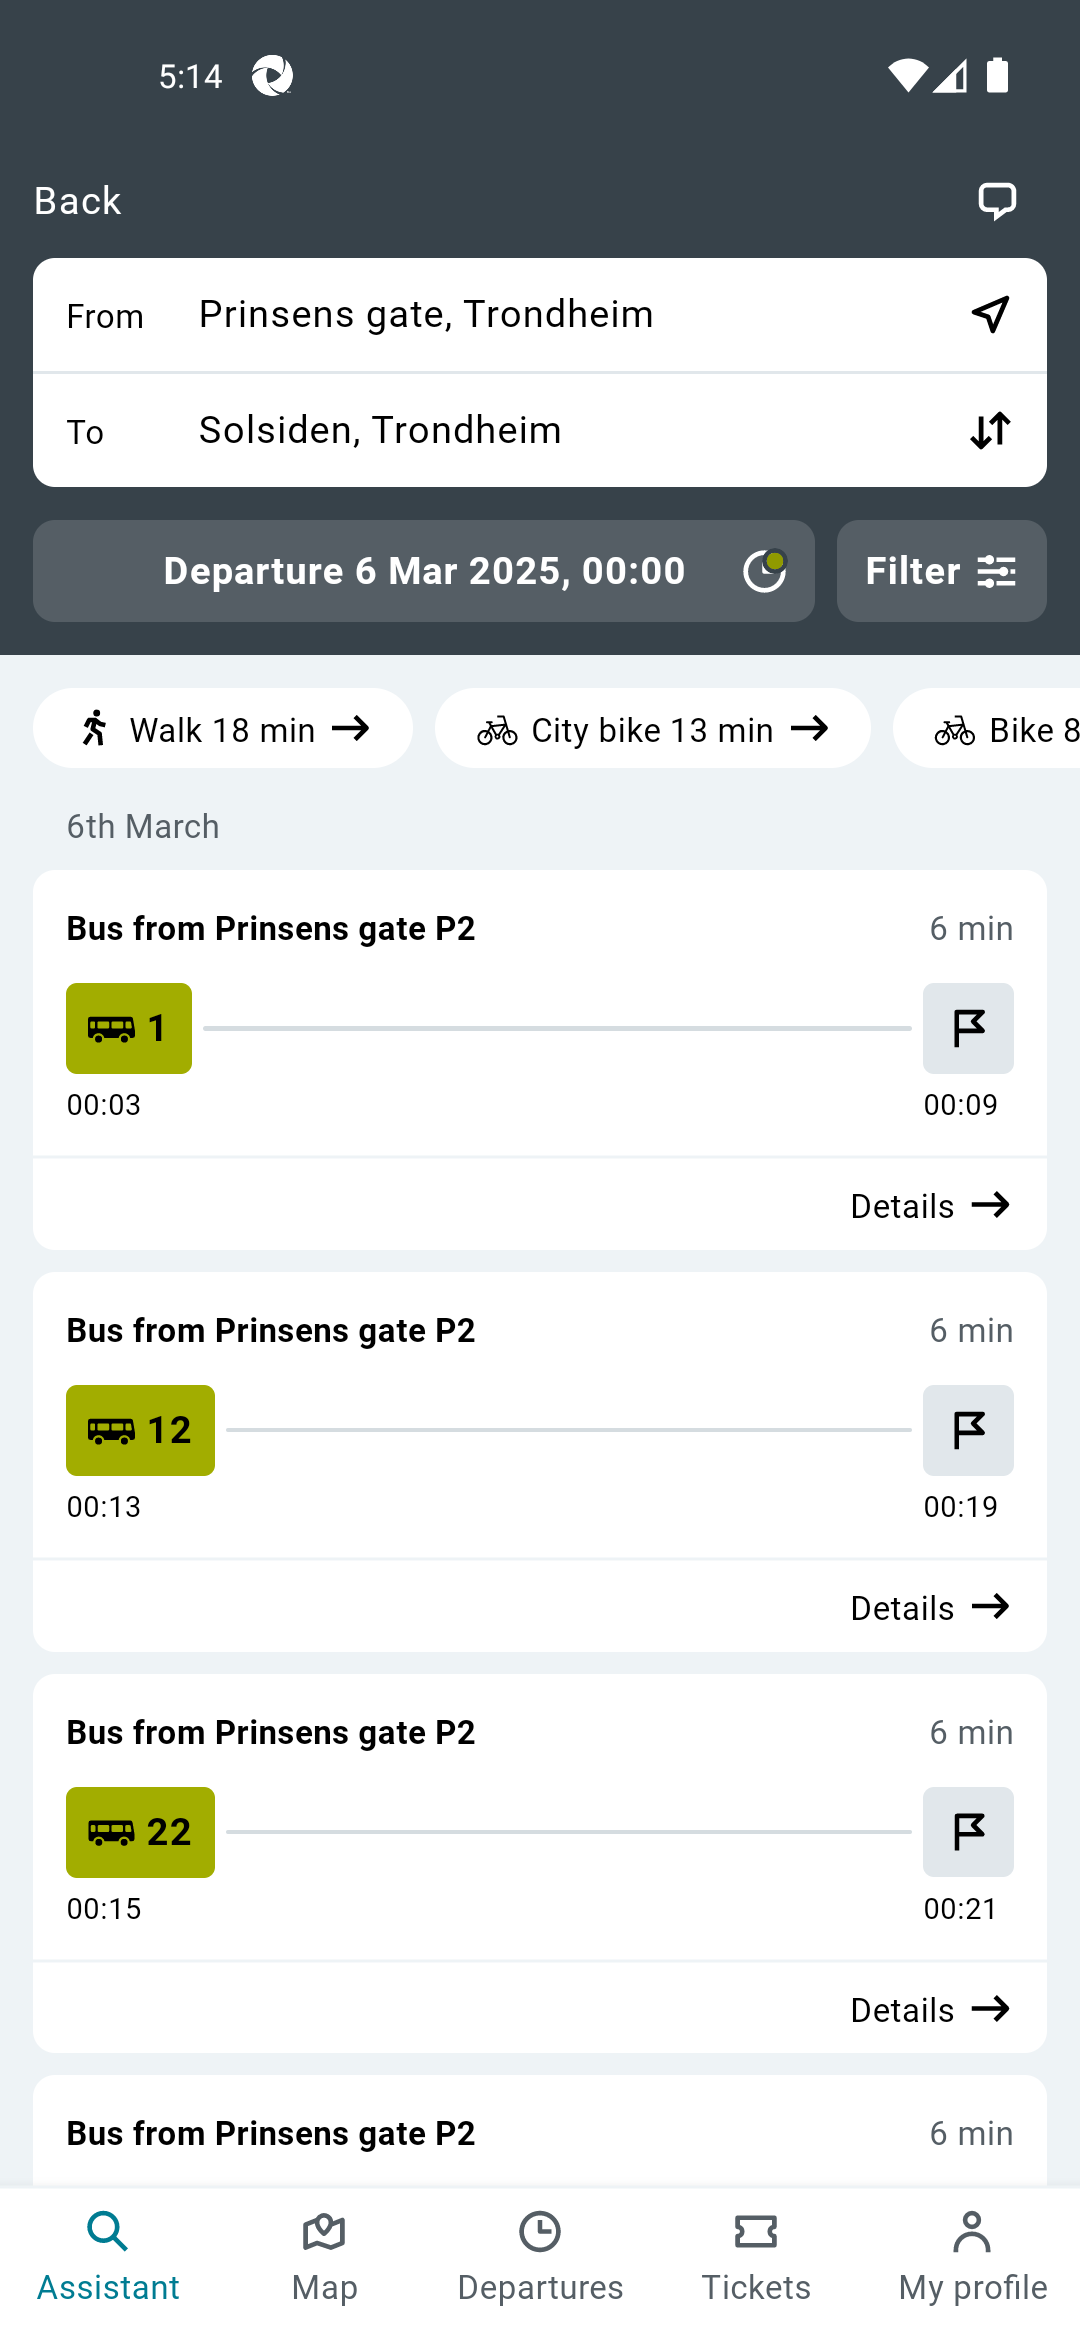 5:14
Back
From Prinsens gate, Trondheim
To Solsiden, Trondheim
Departure 6 Mar 2025, 00:00
Filter
Walk 18 min
City bike 13 min
Bike 8
6th March
Bus from Prinsens gate P2 6 min
1
00:03 00:09
Details
Bus from Prinsens gate P2 6 min
12
00:13 00:19
Details
Bus from Prinsens gate P2 6 min
22
00:15 00:21
Details
Bus from Prinsens gate P2 6 min
Assistant Map Departures Tickets My profile